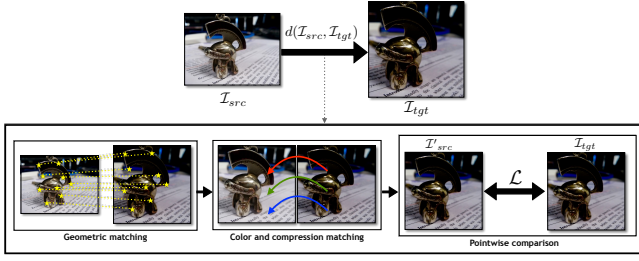 d(I_src, I_tgt)
I_src
I_tgt
I'_src
I_tgt
L
Geometric matching
Color and compression matching
Pointwise comparison